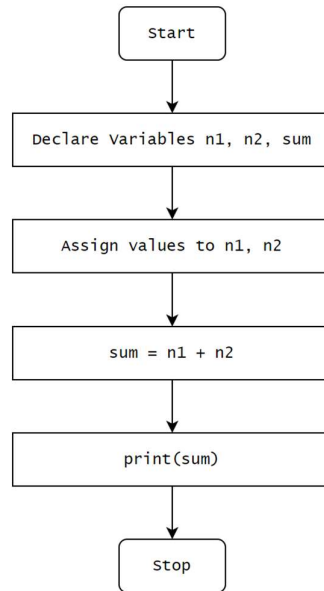 Start
Declare Variables n1, n2, sum
Assign values to n1, n2
sum = n1 + n2
print(sum)
Stop